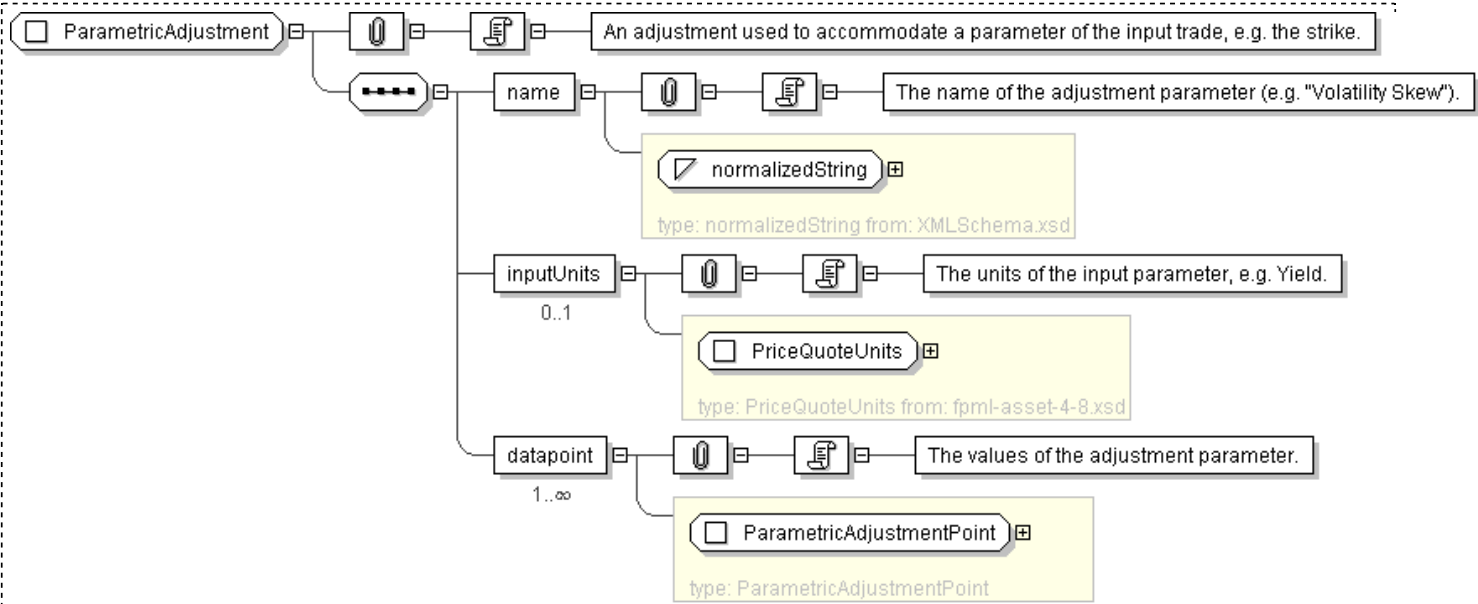 ParametricAdjustment
An adjustment used to accommodate a parameter of the input trade, e.g. the strike.
name
The name of the adjustment parameter (e.g. "Volatility Skew").
normalizedString
type: normalizedString from: XMLSchema.xsd
inputUnits
The units of the input parameter, e.g. Yield.
0..1
PriceQuoteUnits
type: PriceQuoteUnits from: fpml-asset-4-8.xsd
datapoint
The values of the adjustment parameter.
1..∞
ParametricAdjustmentPoint
type: ParametricAdjustmentPoint